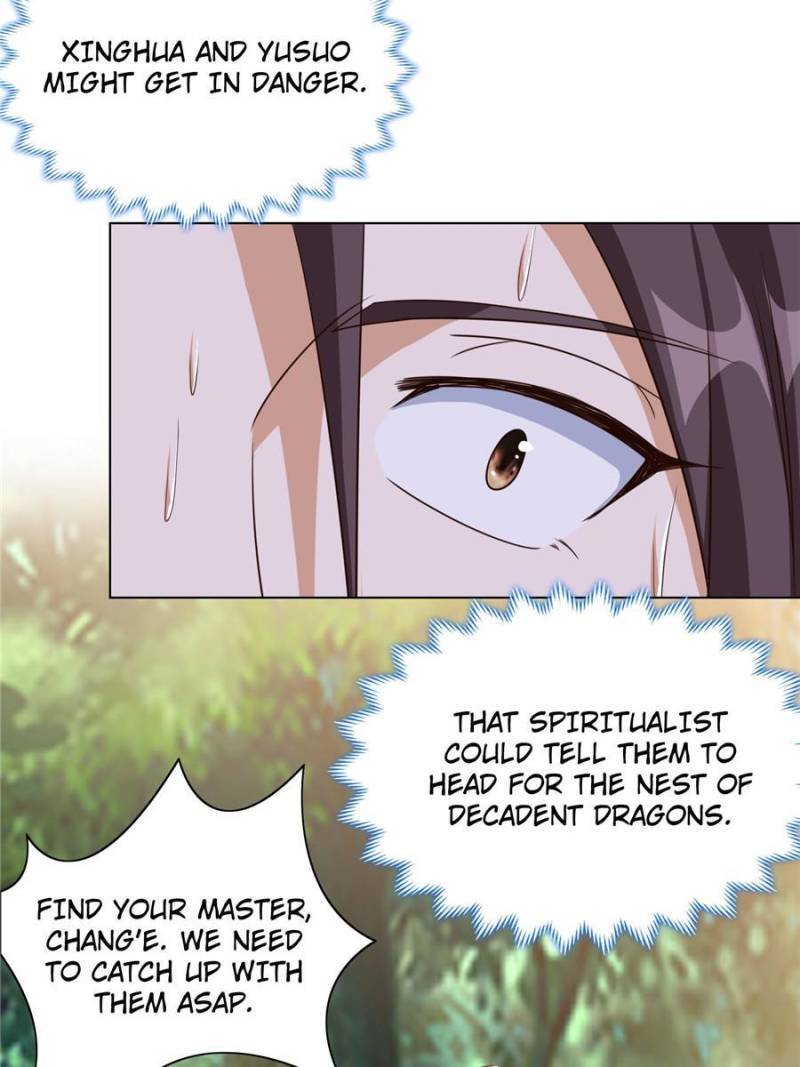 XINGHUA AND YUSUO
MIGHT GET IN DANGER.
THAT SPIRITUALIST
COULD TELL THEM TO
HEAD FOR THE NEST OF
DECADENT DRAGONS.
FIND YOUR MASTER,
CHANG'E. WE NEED
TO CATCH UP WITH
THEM ASAP.